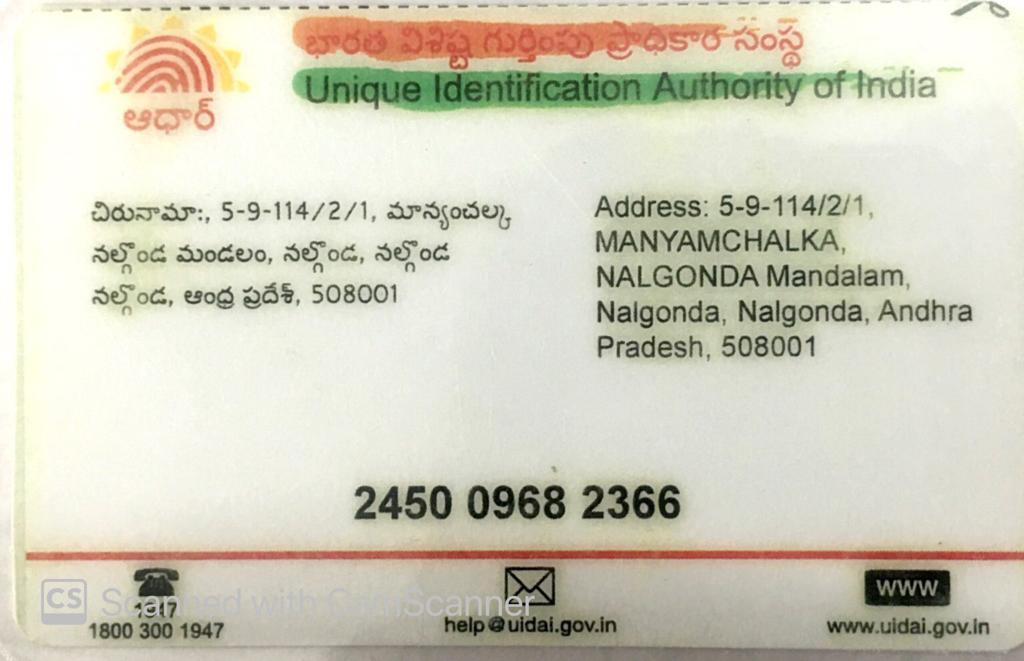 భారత విశిష్ట గుర్తింపు ప్రాధికార సంస్థ
Unique Identification Authority of India
ఆధార్
చిరునామా:, 5-9-114/2/1, మాన్యంచల్క
నల్గొండ మండలం, నల్గొండ, నల్గొండ
నల్గొండ, ఆంధ్ర ప్రదేశ్, 508001
Address: 5-9-114/2/1,
MANYAMCHALKA,
NALGONDA Mandalam,
Nalgonda, Nalgonda, Andhra
Pradesh, 508001
2450 0968 2366
CS Scanned with CamScanner
1947
1800 300 1947
help@uidai.gov.in
www
www.uidai.gov.in